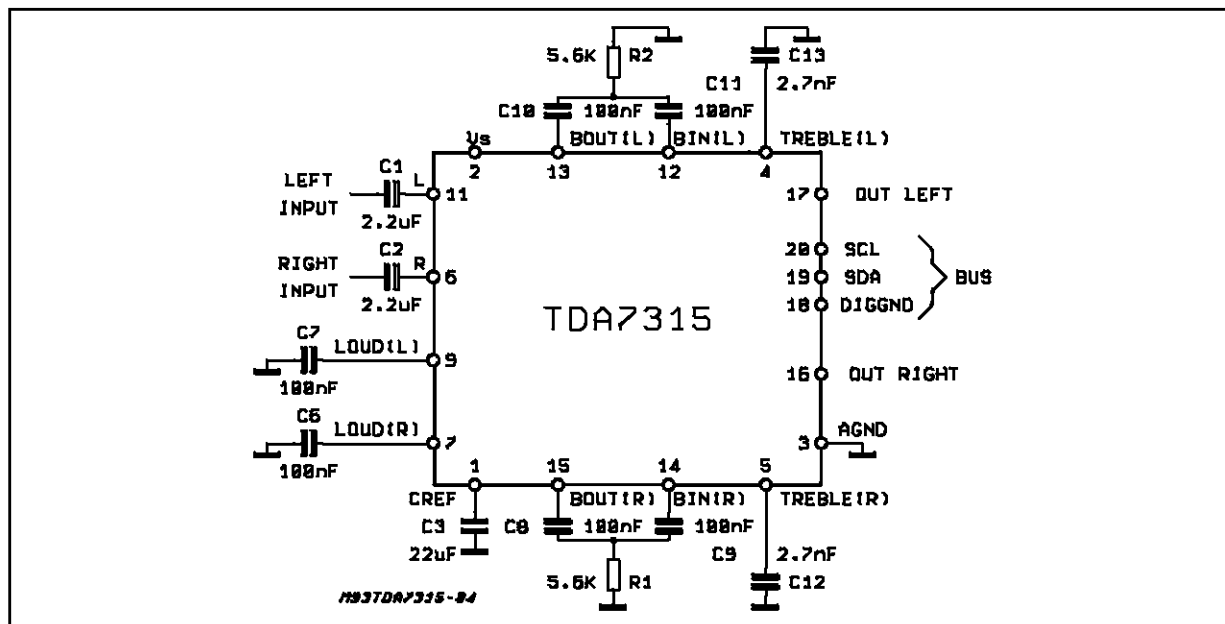 5.6K R2
C13
C11 2.7nF
C10 100nF 100nF
Vs BOUT(L) BIN(L) TREBLE(L)
2 13 12 4
C1
LEFT INPUT
L
11
2.2uF
17 OUT LEFT
C2
RIGHT INPUT
R
6
2.2uF
20 SCL
19 SDA
18 DIGGND
BUS
TDA7315
C7
LOUD(L)
9
100nF
16 OUT RIGHT
C6
LOUD(R)
7
100nF
3 AGND
1 15 14 5
CREF BOUT(R) BIN(R) TREBLE(R)
C3 C8 100nF 100nF
22uF
C9 2.7nF
5.6K R1
C12
M93TDA7315-04